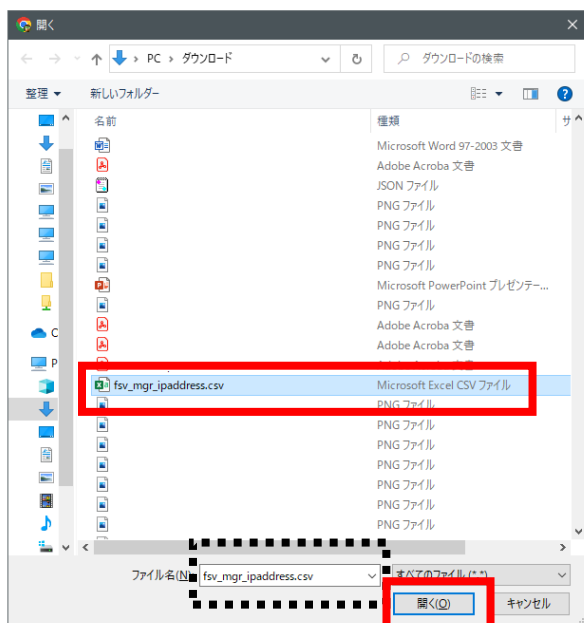 開く
PC › ダウンロード
ダウンロードの検索
整理
新しいフォルダー
名前
種類
サ
Microsoft Word 97-2003 文書
Adobe Acroba 文書
JSON ファイル
PNG ファイル
PNG ファイル
PNG ファイル
PNG ファイル
Microsoft PowerPoint プレゼンテー...
PNG ファイル
Adobe Acroba 文書
Adobe Acroba 文書
fsv_mgr_ipaddress.csv Microsoft Excel CSV ファイル
PNG ファイル
PNG ファイル
PNG ファイル
PNG ファイル
PNG ファイル
PNG ファイル
PNG ファイル
C
P
ファイル名(N)
fsv_mgr_ipaddress.csv
すべてのファイル (*.*)
開く(O)
キャンセル